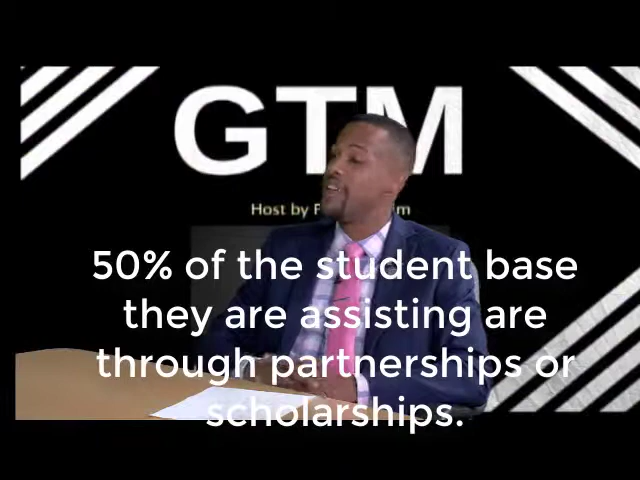 GTM
Host by
50% of the student base
they are assisting are
through partnerships or
scholarships.